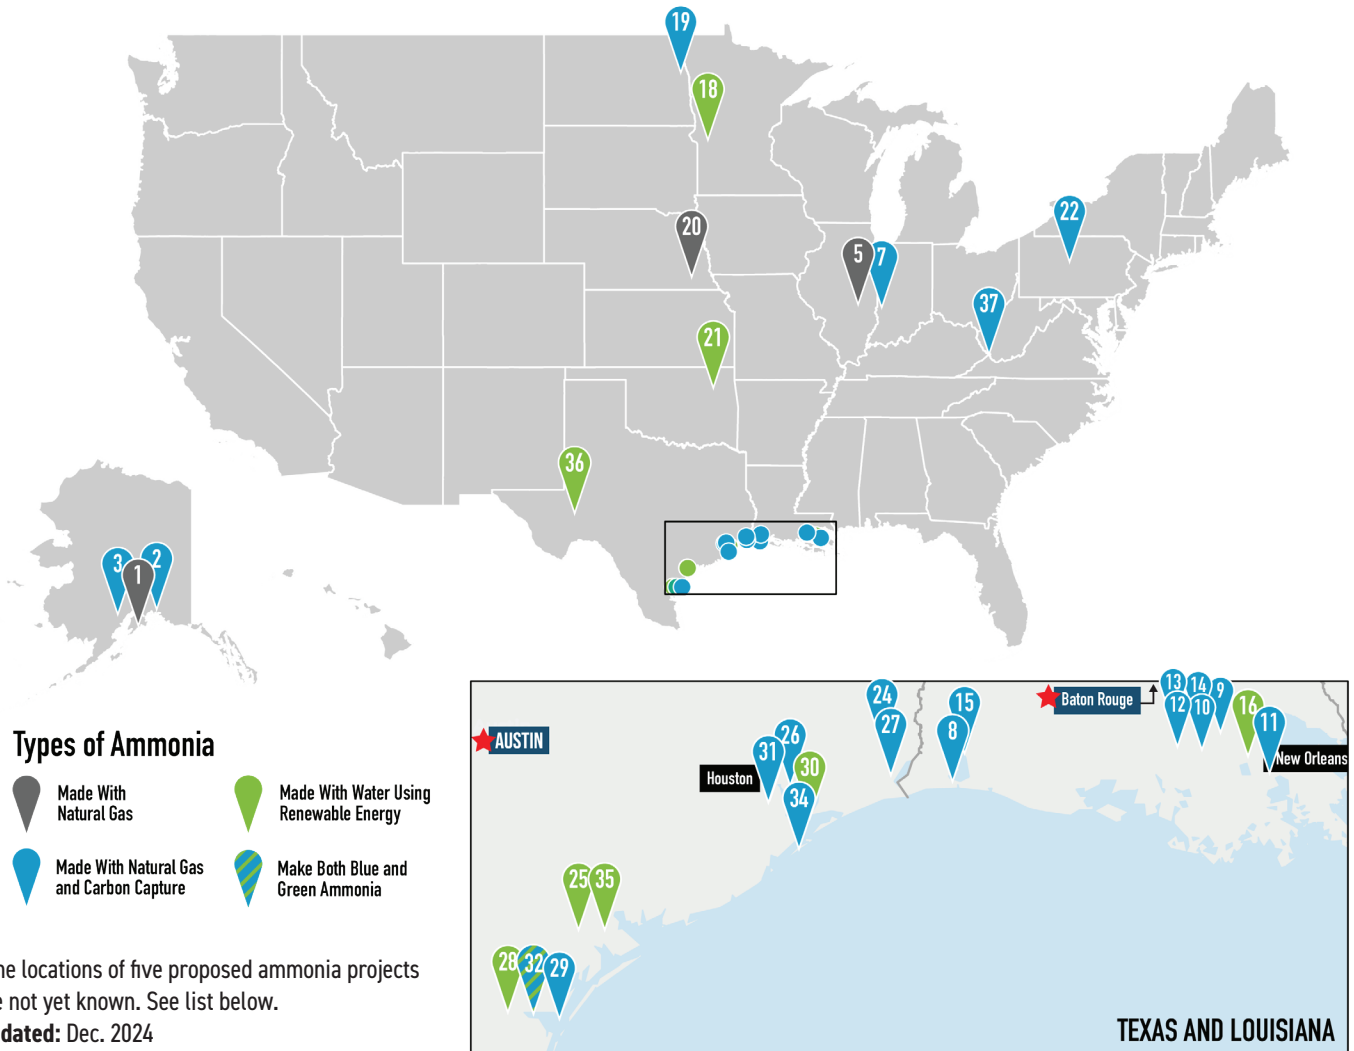 19
18
22
20
5
7
37
21
36
3
1
2
Types of Ammonia
Made With
Natural Gas
Made With Water Using
Renewable Energy
Made With Natural Gas
and Carbon Capture
Make Both Blue and
Green Ammonia
he locations of five proposed ammonia projects
e not yet known. See list below.
dated: Dec. 2024
AUSTIN
Houston
31
26
30
34
24
27
15
8
Baton Rouge
13
14
9
12
10
16
11
New Orleans
25
35
28
32
29
TEXAS AND LOUISIANA